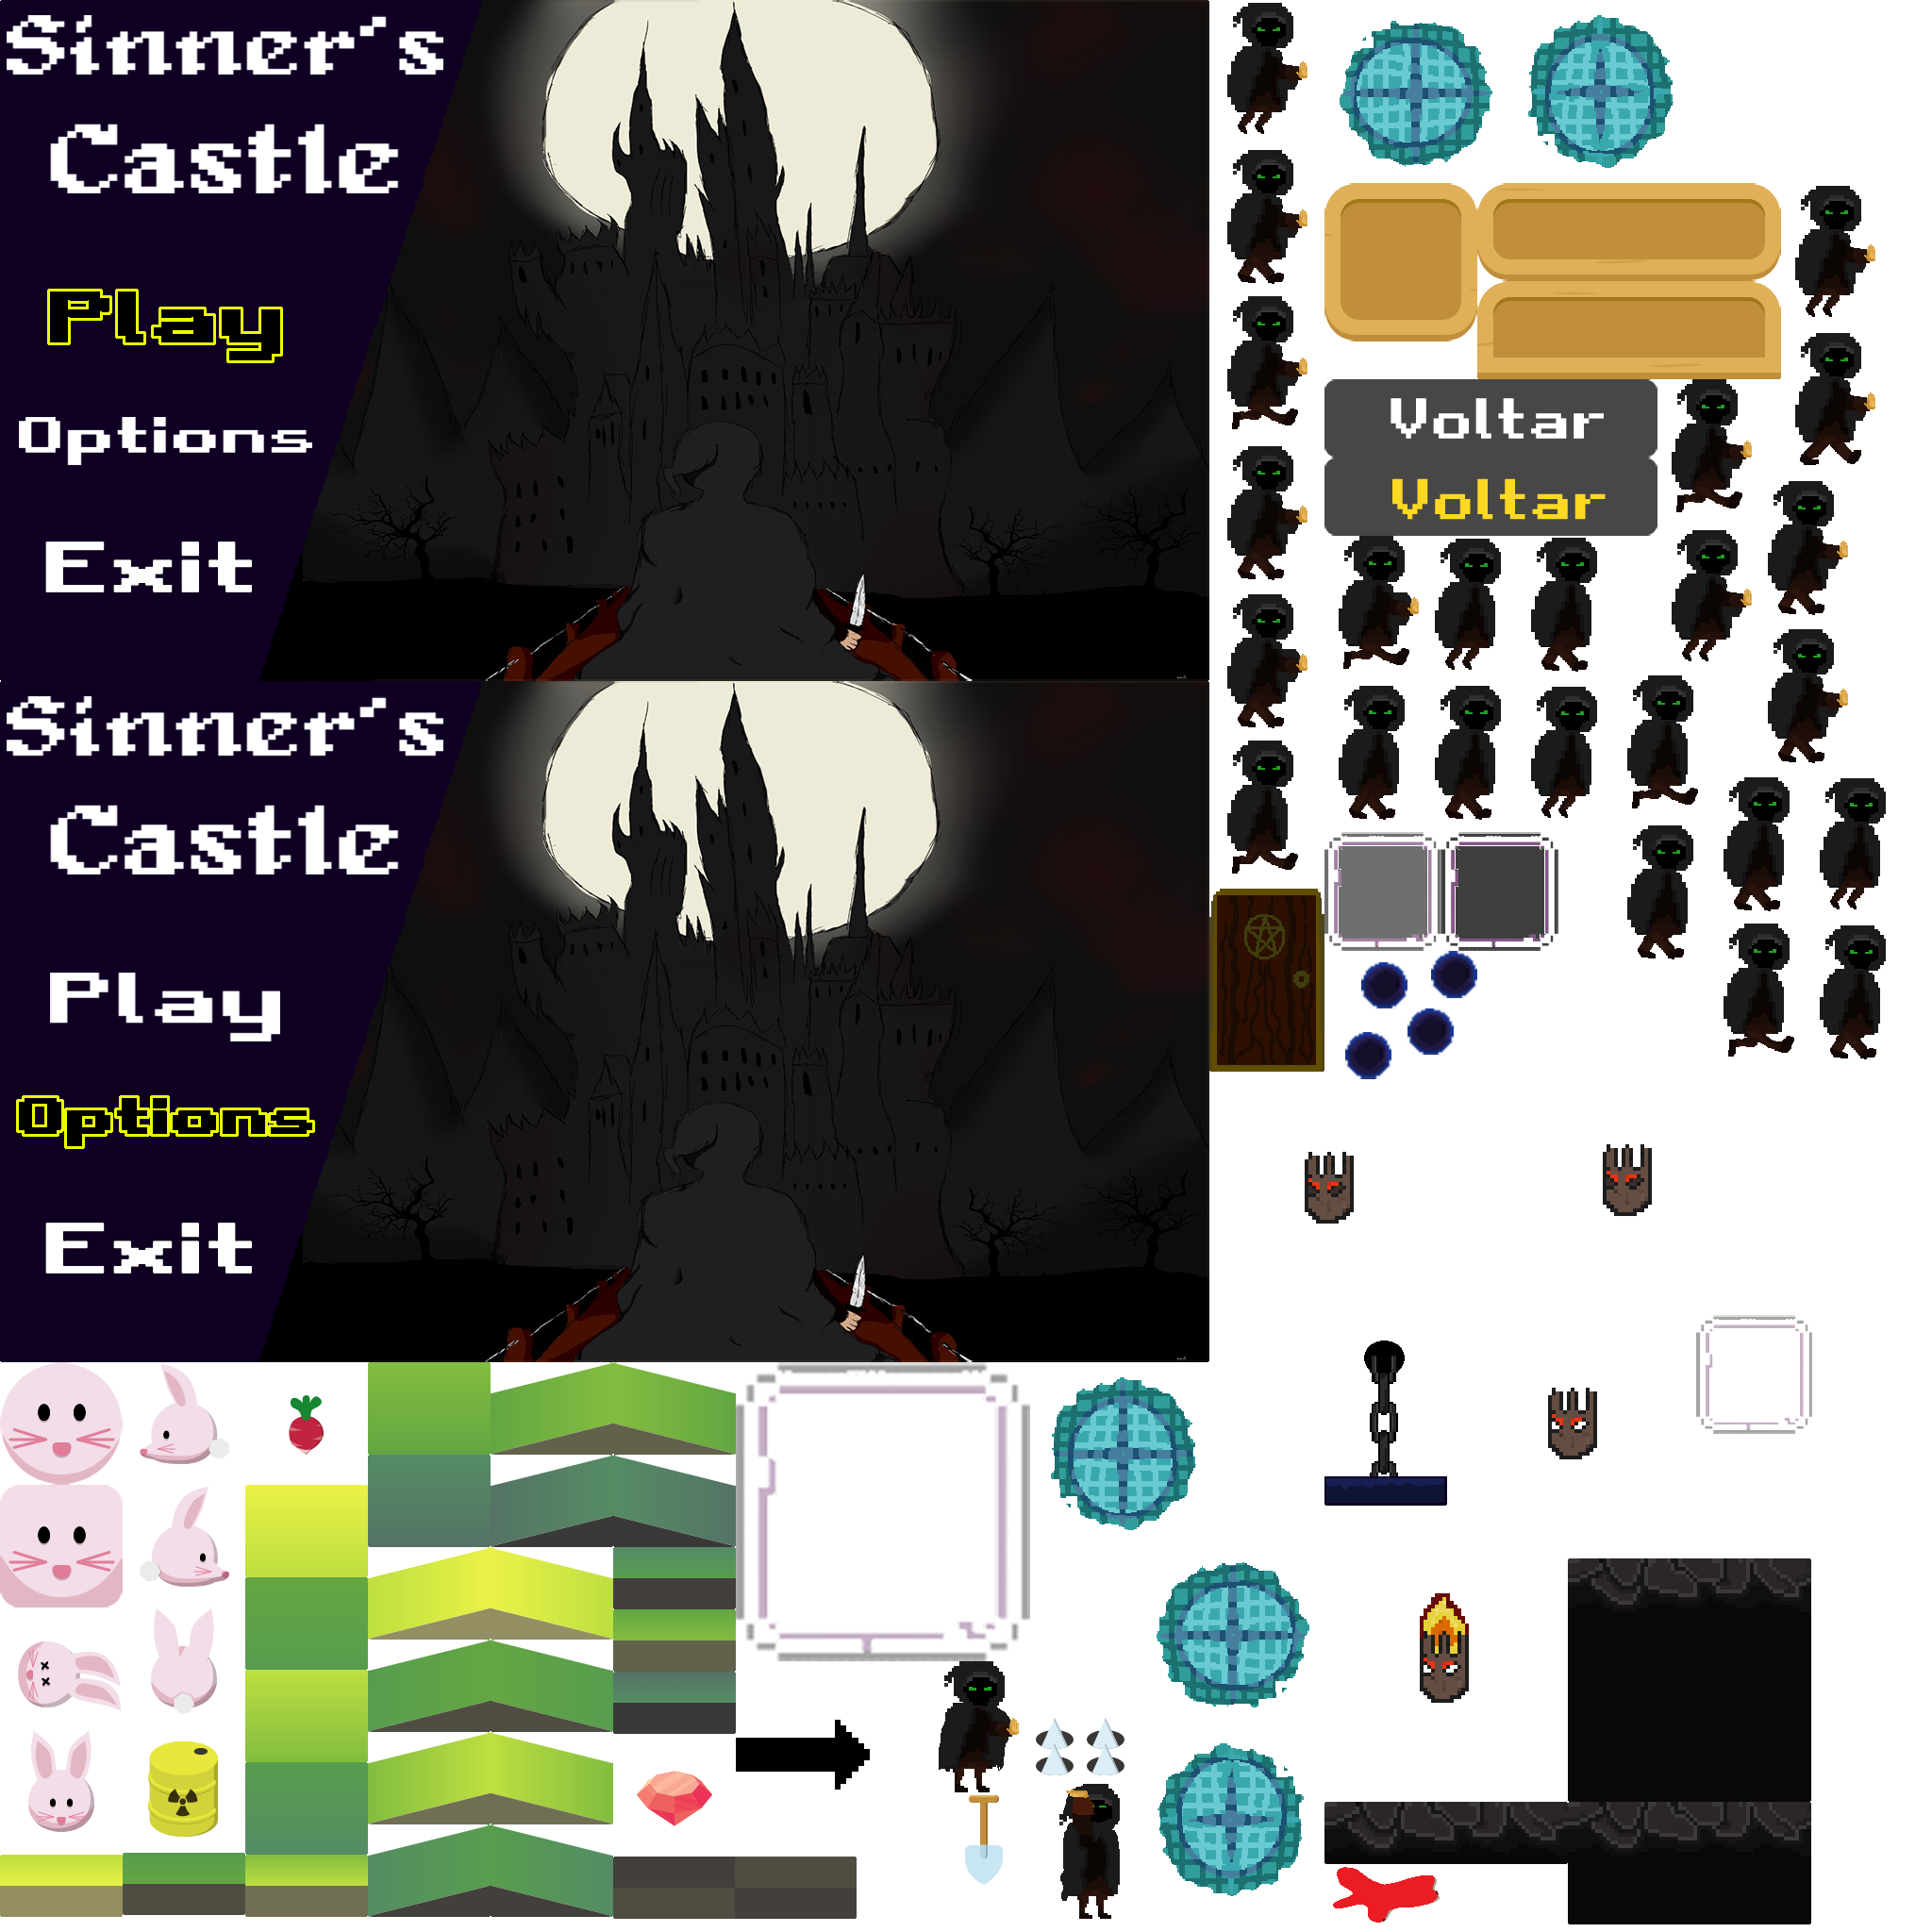 Sinner's
Castle
Play
Options
Exit
Voltar
Voltar
Sinner's
Castle
Play
Options
Exit